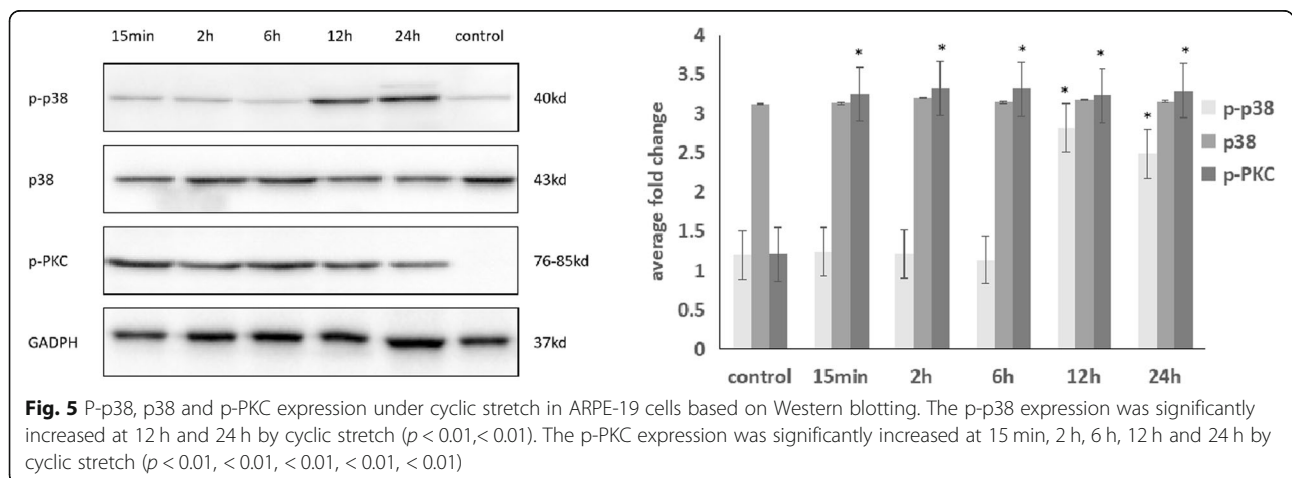 15min 2h 6h 12h 24h control
p-p38 40kd
p38 43kd
p-PKC 76-85kd
GADPH 37kd
average fold change
4
3.5
3
2.5
2
1.5
1
0.5
0
* * * * * * *
control 15min 2h 6h 12h 24h
p-p38
p38
p-PKC
Fig. 5 P-p38, p38 and p-PKC expression under cyclic stretch in ARPE-19 cells based on Western blotting. The p-p38 expression was significantly
increased at 12 h and 24 h by cyclic stretch (p < 0.01,< 0.01). The p-PKC expression was significantly increased at 15 min, 2 h, 6 h, 12 h and 24 h by
cyclic stretch (p < 0.01, < 0.01, < 0.01, < 0.01, < 0.01)